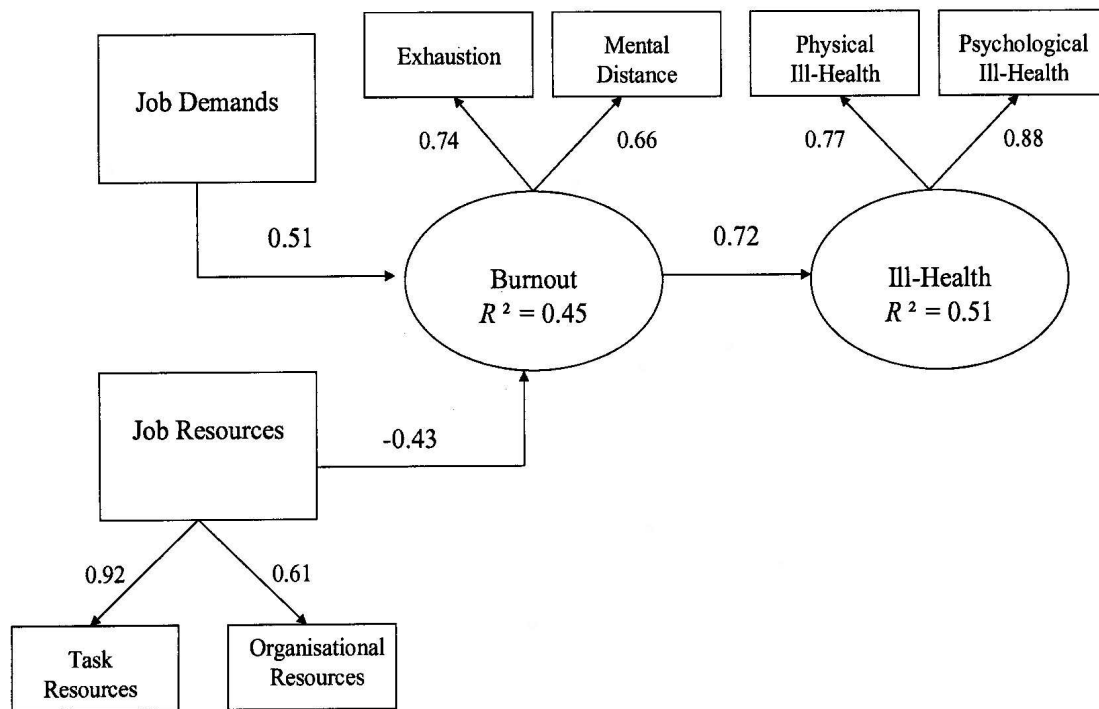 Exhaustion
Mental
Distance
Physical
Ill-Health
Psychological
Ill-Health
Job Demands
0.74
0.66
0.77
0.88
0.51
Burnout
R² = 0.45
0.72
Ill-Health
R² = 0.51
Job Resources
-0.43
0.92
0.61
Task
Resources
Organisational
Resources